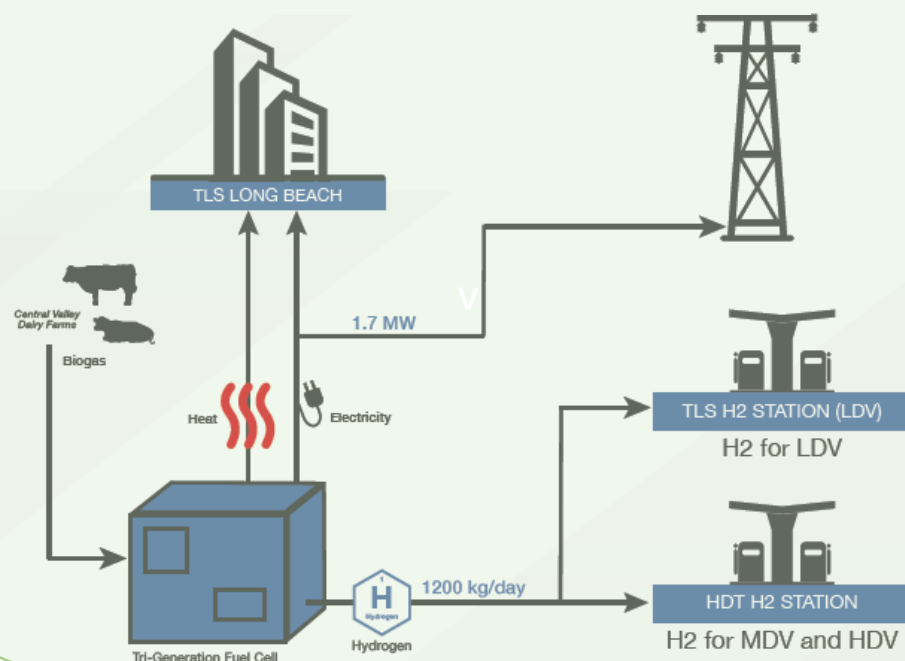 TLS LONG BEACH
Central Valley
Dairy Farms
Biogas
V
1.7 MW
Heat
Electricity
TLS H2 STATION (LDV)
H2 for LDV
1
H
Hydrogen
1200 kg/day
Hydrogen
HDT H2 STATION
H2 for MDV and HDV
Tri-Generation Fuel Cell